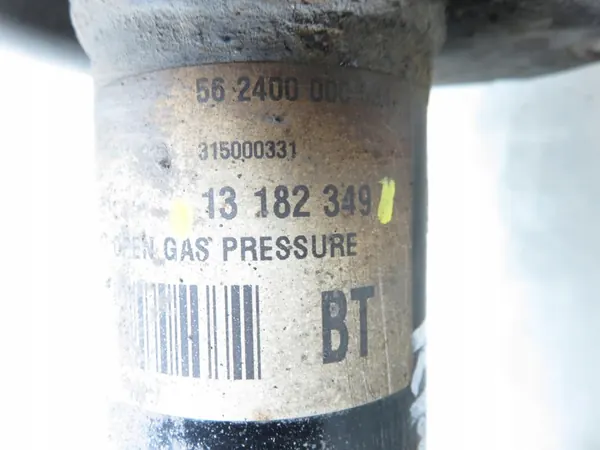 56 2400
315000331
13 182 349
GAS PRESSURE
BT